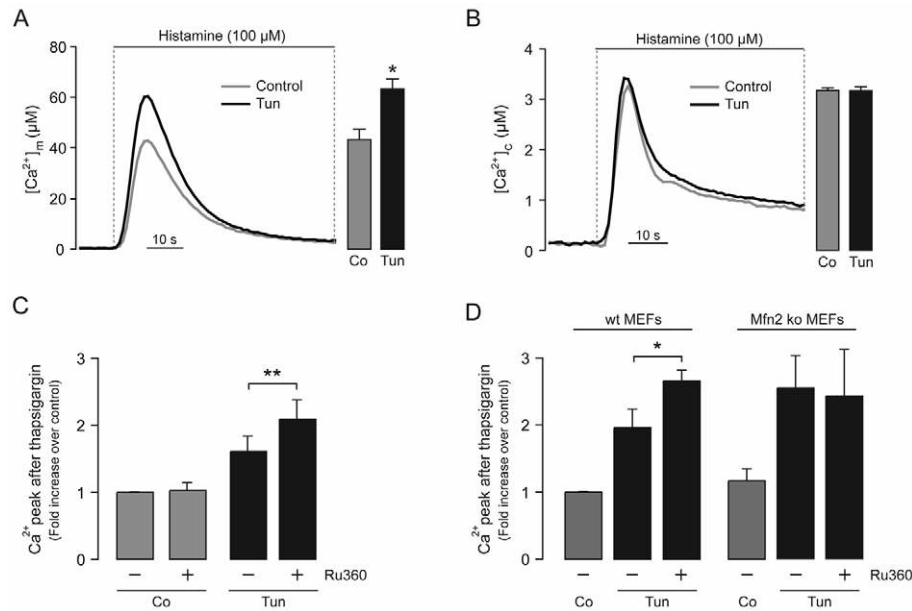 A
Histamine (100 µM)
80
60
40
20
0
[Ca²⁺]m (µM)
Control
Tun
10 s
*
Co Tun
B
Histamine (100 µM)
4
3
2
1
0
[Ca²⁺]c (µM)
Control
Tun
10 s
Co Tun
C
3
2
1
0
Ca²⁺ peak after thapsigargin
(Fold increase over control)
**
− + − + Ru360
Co Tun
D
wt MEFs Mfn2 ko MEFs
3
2
1
0
Ca²⁺ peak after thapsigargin
(Fold increase over control)
*
− + − + Ru360
Co Tun Co Tun